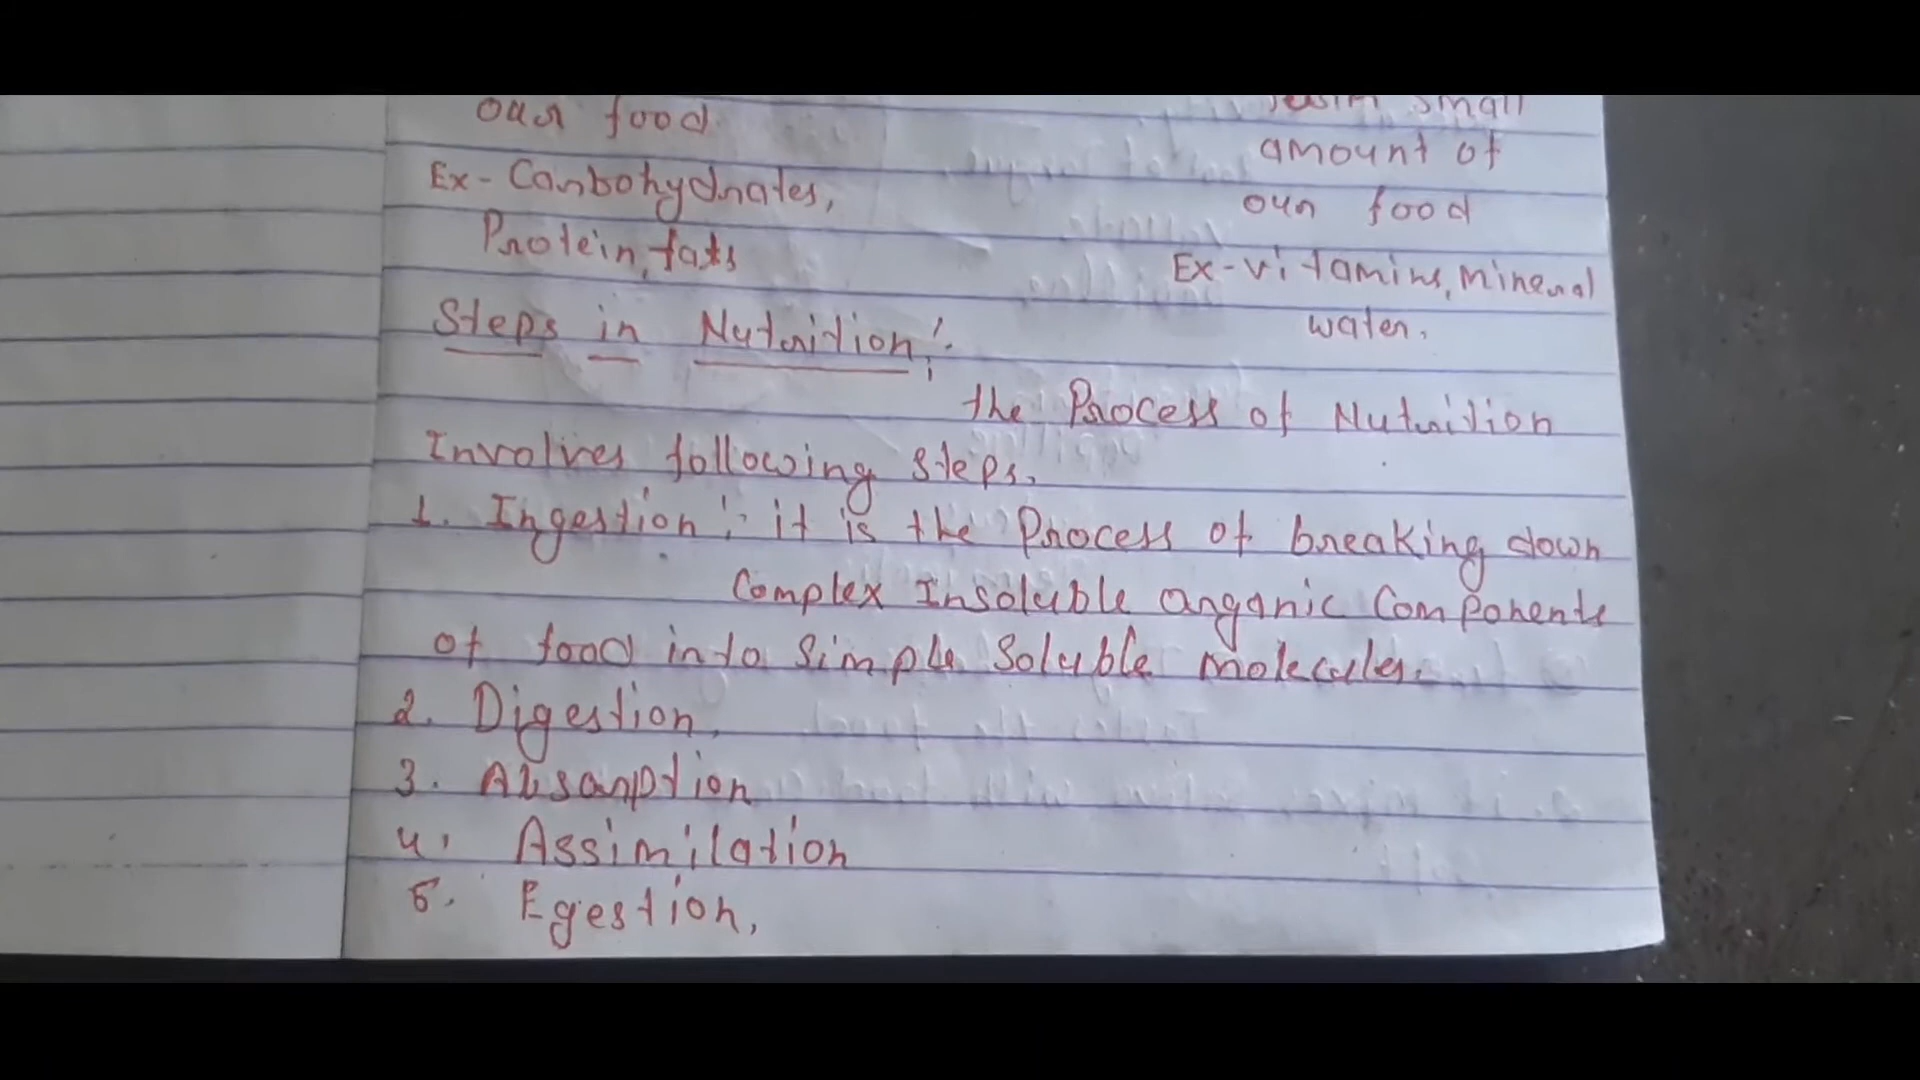 our food
small
amount of
Ex- Carbohydrates,
our food
Protein, fats
Ex- vitamins, mineral
Steps in Nutrition:
water.
the Process of Nutrition
Involves following steps.
1. Ingestion: it is the Process of breaking down
Complex Insoluble organic Components
of food into Simple Soluble molecules.
2. Digestion,
3. Absorption
4. Assimilation
5. Egestion,